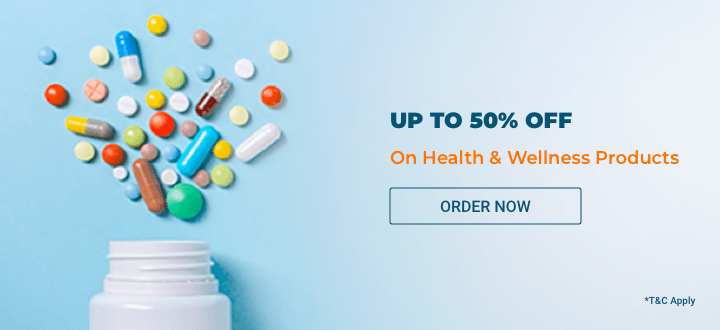 UP TO 50% OFF
On Health & Wellness Products
ORDER NOW
*T&C Apply